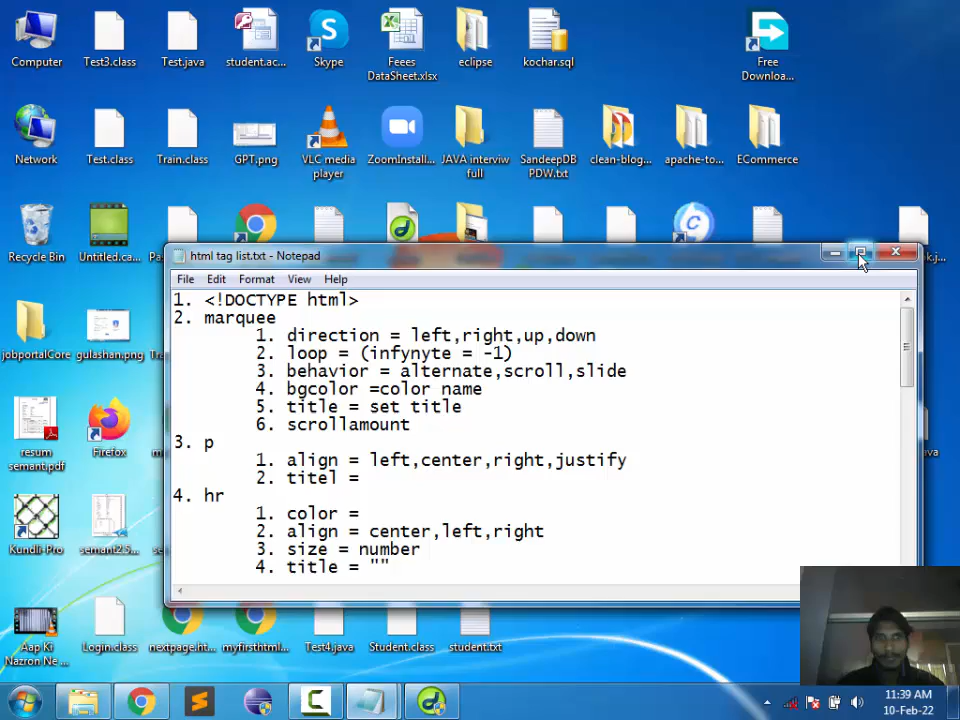 Computer
Test3.class
Test.java
student.ac...
Skype
Feees
DataSheet.xlsx
eclipse
kochar.sql
Free
Downloa...
Network
Test.class
Train.class
GPT.png
VLC media
player
ZoomInstall...
JAVA interviw
full
SandeepDB
PDW.txt
clean-blog...
apache-to...
ECommerce
Recycle Bin
Untitled.ca...
html tag list.txt - Notepad
File Edit Format View Help
1. <!DOCTYPE html>
2. marquee
1. direction = left,right,up,down
2. loop = (infynyte = -1)
3. behavior = alternate,scroll,slide
4. bgcolor =color name
5. title = set title
6. scrollamount
3. p
1. align = left,center,right,justify
2. titel =
4. hr
1. color =
2. align = center,left,right
3. size = number
4. title = ""
jobportalCore
gulashan.png
resum
semant.pdf
Firefox
Kundli-Pro
semant2.5...
Aap Ki
Nazron Ne ...
Login.class
nextpage.ht...
myfirsthtml...
Test4.java
Student.class
student.txt
11:39 AM
10-Feb-22